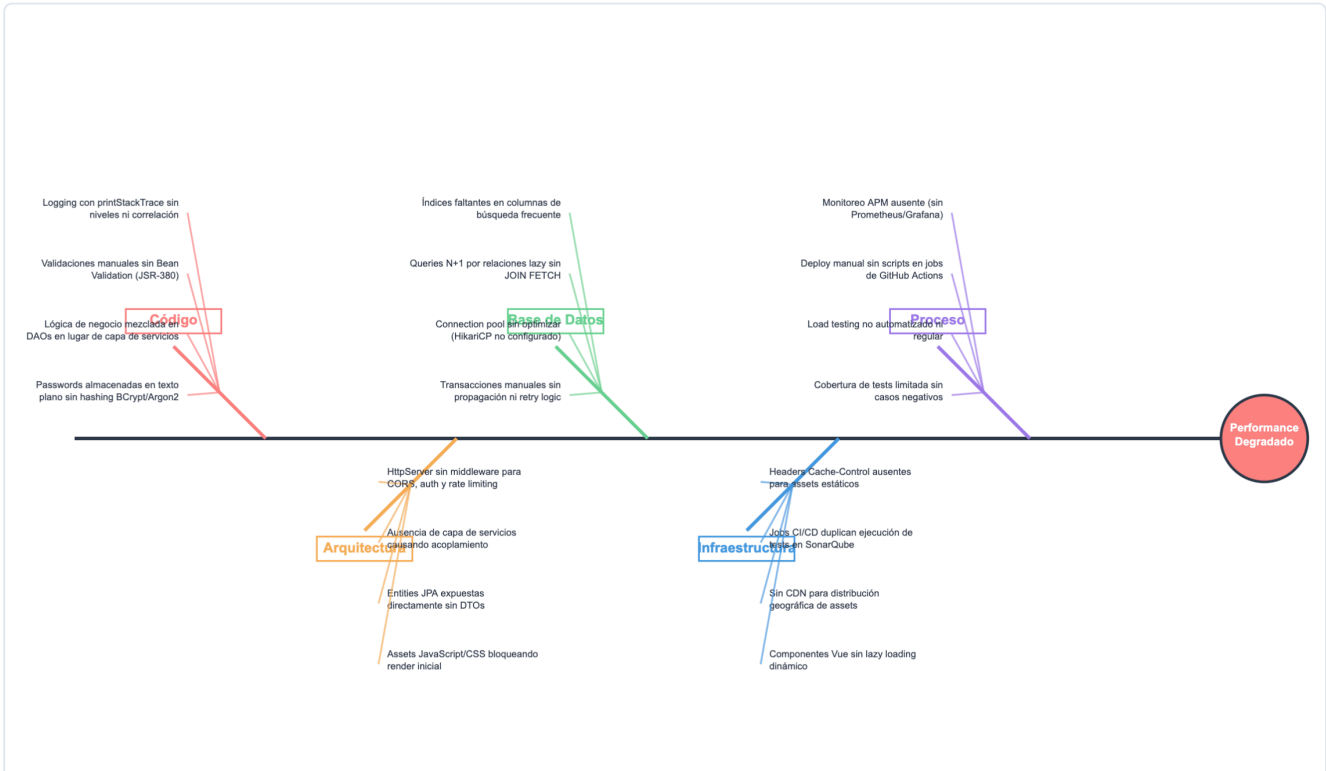 Logging con printStackTrace sin
niveles ni correlación
Validaciones manuales sin Bean
Validation (JSR-380)
Código
Lógica de negocio mezclada en
DAOs en lugar de capa de servicios
Passwords almacenadas en texto
plano sin hashing BCrypt/Argon2
Índices faltantes en columnas de
búsqueda frecuente
Queries N+1 por relaciones lazy sin
JOIN FETCH
Base de Datos
Connection pool sin optimizar
(HikariCP no configurado)
Transacciones manuales sin
propagación ni retry logic
Monitoreo APM ausente (sin
Prometheus/Grafana)
Deploy manual sin scripts en jobs
de GitHub Actions
Proceso
Load testing no automatizado ni
regular
Cobertura de tests limitada sin
casos negativos
Performance
Degradado
HttpServer sin middleware para
CORS, auth y rate limiting
Ausencia de capa de servicios
causando acoplamiento
Arquitectura
Entities JPA expuestas
directamente sin DTOs
Assets JavaScript/CSS bloqueando
render inicial
Headers Cache-Control ausentes
para assets estáticos
Jobs CI/CD duplican ejecución de
tests en SonarQube
Infraestructura
Sin CDN para distribución
geográfica de assets
Componentes Vue sin lazy loading
dinámico